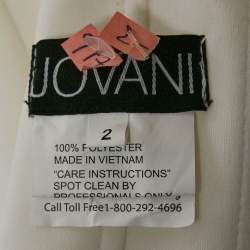 JOVANI
2
100% POLYESTER
MADE IN VIETNAM
"CARE INSTRUCTIONS"
SPOT CLEAN BY
PROFESSIONALS ONLY
Call Toll Free1-800-292-4696